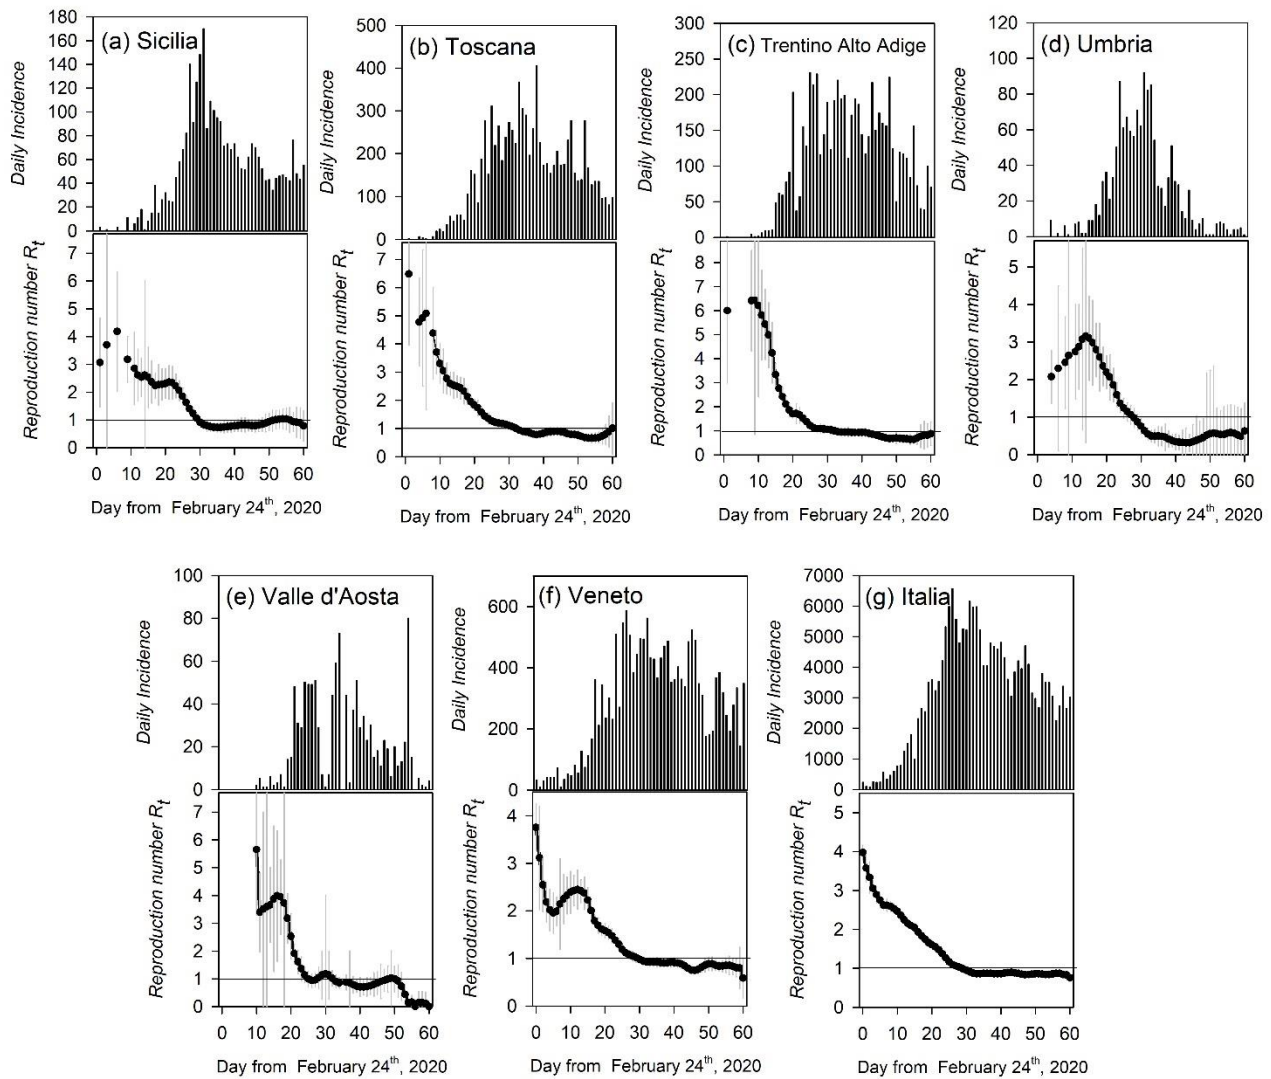 (a) Sicilia
Daily Incidence
180
160
140
120
100
80
60
40
20
0
Reproduction number Rt
7
6
5
4
3
2
1
0
0 10 20 30 40 50 60
Day from February 24th, 2020
(b) Toscana
Daily Incidence
500
400
300
200
100
0
Reproduction number Rt
7
6
5
4
3
2
1
0
0 10 20 30 40 50 60
Day from February 24th, 2020
(c) Trentino Alto Adige
Daily Incidence
300
250
200
150
100
50
0
Reproduction number Rt
8
7
6
5
4
3
2
1
0
0 10 20 30 40 50 60
Day from February 24th, 2020
(d) Umbria
Daily Incidence
120
100
80
60
40
20
0
Reproduction number Rt
5
4
3
2
1
0
0 10 20 30 40 50 60
Day from February 24th, 2020
(e) Valle d'Aosta
Daily Incidence
100
80
60
40
20
0
Reproduction number Rt
7
6
5
4
3
2
1
0
0 10 20 30 40 50 60
Day from February 24th, 2020
(f) Veneto
Daily Incidence
600
400
200
0
Reproduction number Rt
4
3
2
1
0
0 10 20 30 40 50 60
Day from February 24th, 2020
(g) Italia
Daily Incidence
7000
6000
5000
4000
3000
2000
1000
0
Reproduction number Rt
5
4
3
2
1
0
0 10 20 30 40 50 60
Day from February 24th, 2020